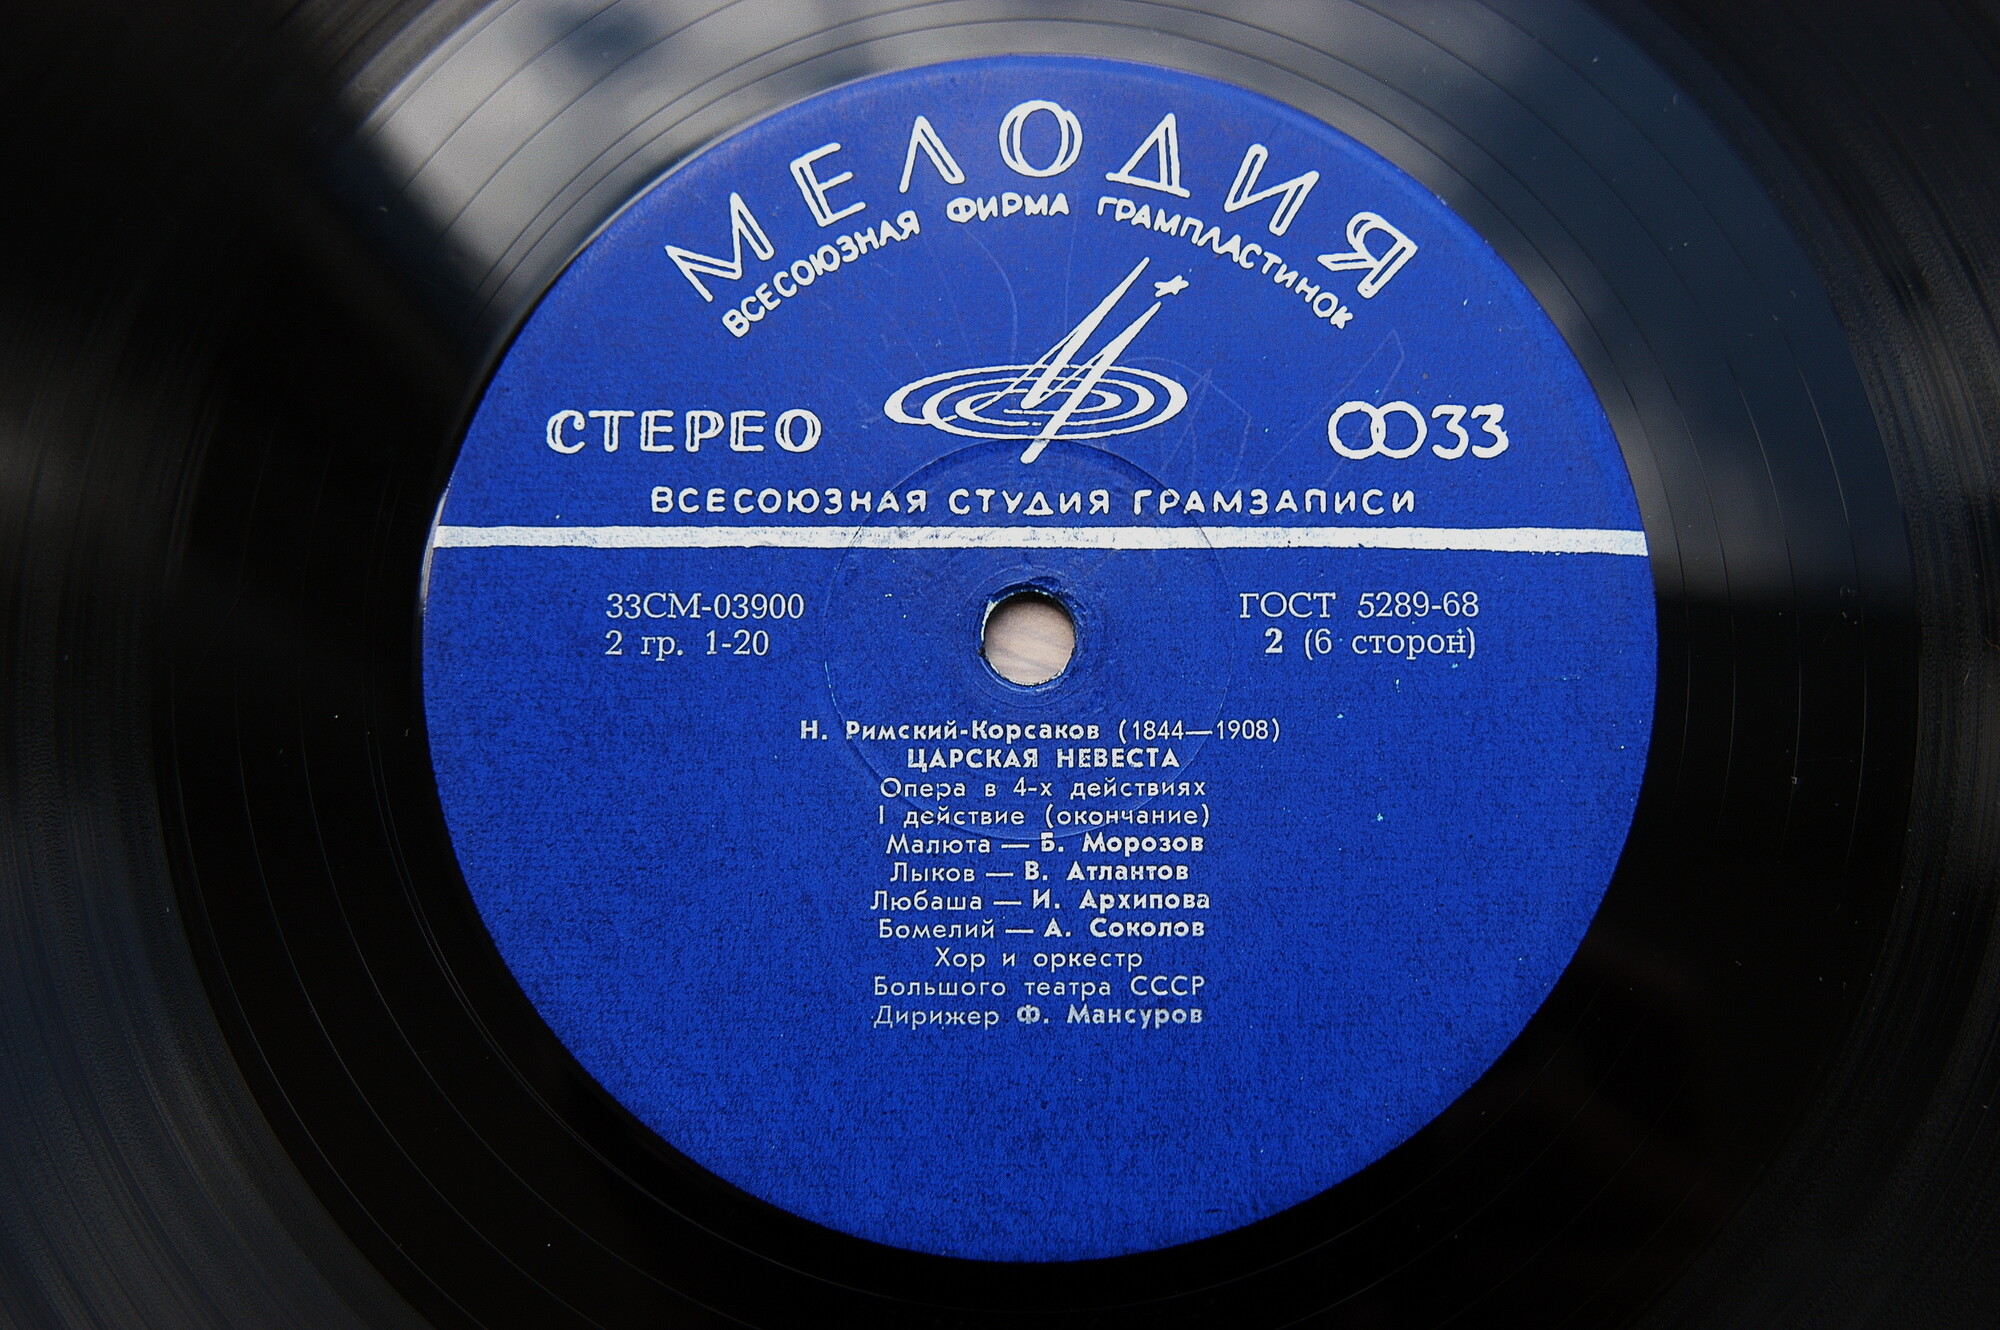 МЕЛОДИЯ
ВСЕСОЮЗНАЯ ФИРМА ГРАМПЛАСТИНОК
СТЕРЕО
33
ВСЕСОЮЗНАЯ СТУДИЯ ГРАМЗАПИСИ
33СМ-03900
ГОСТ 5289-68
2 гр. 1-20
2 (6 сторон)
Н. Римский-Корсаков (1844—1908)
ЦАРСКАЯ НЕВЕСТА
Опера в 4-х действиях
I действие (окончание)
Малюта — Б. Морозов
Лыков — В. Атлантов
Любаша — И. Архипова
Бомелий — А. Соколов
Хор и оркестр
Большого театра СССР
Дирижер Ф. Мансуров